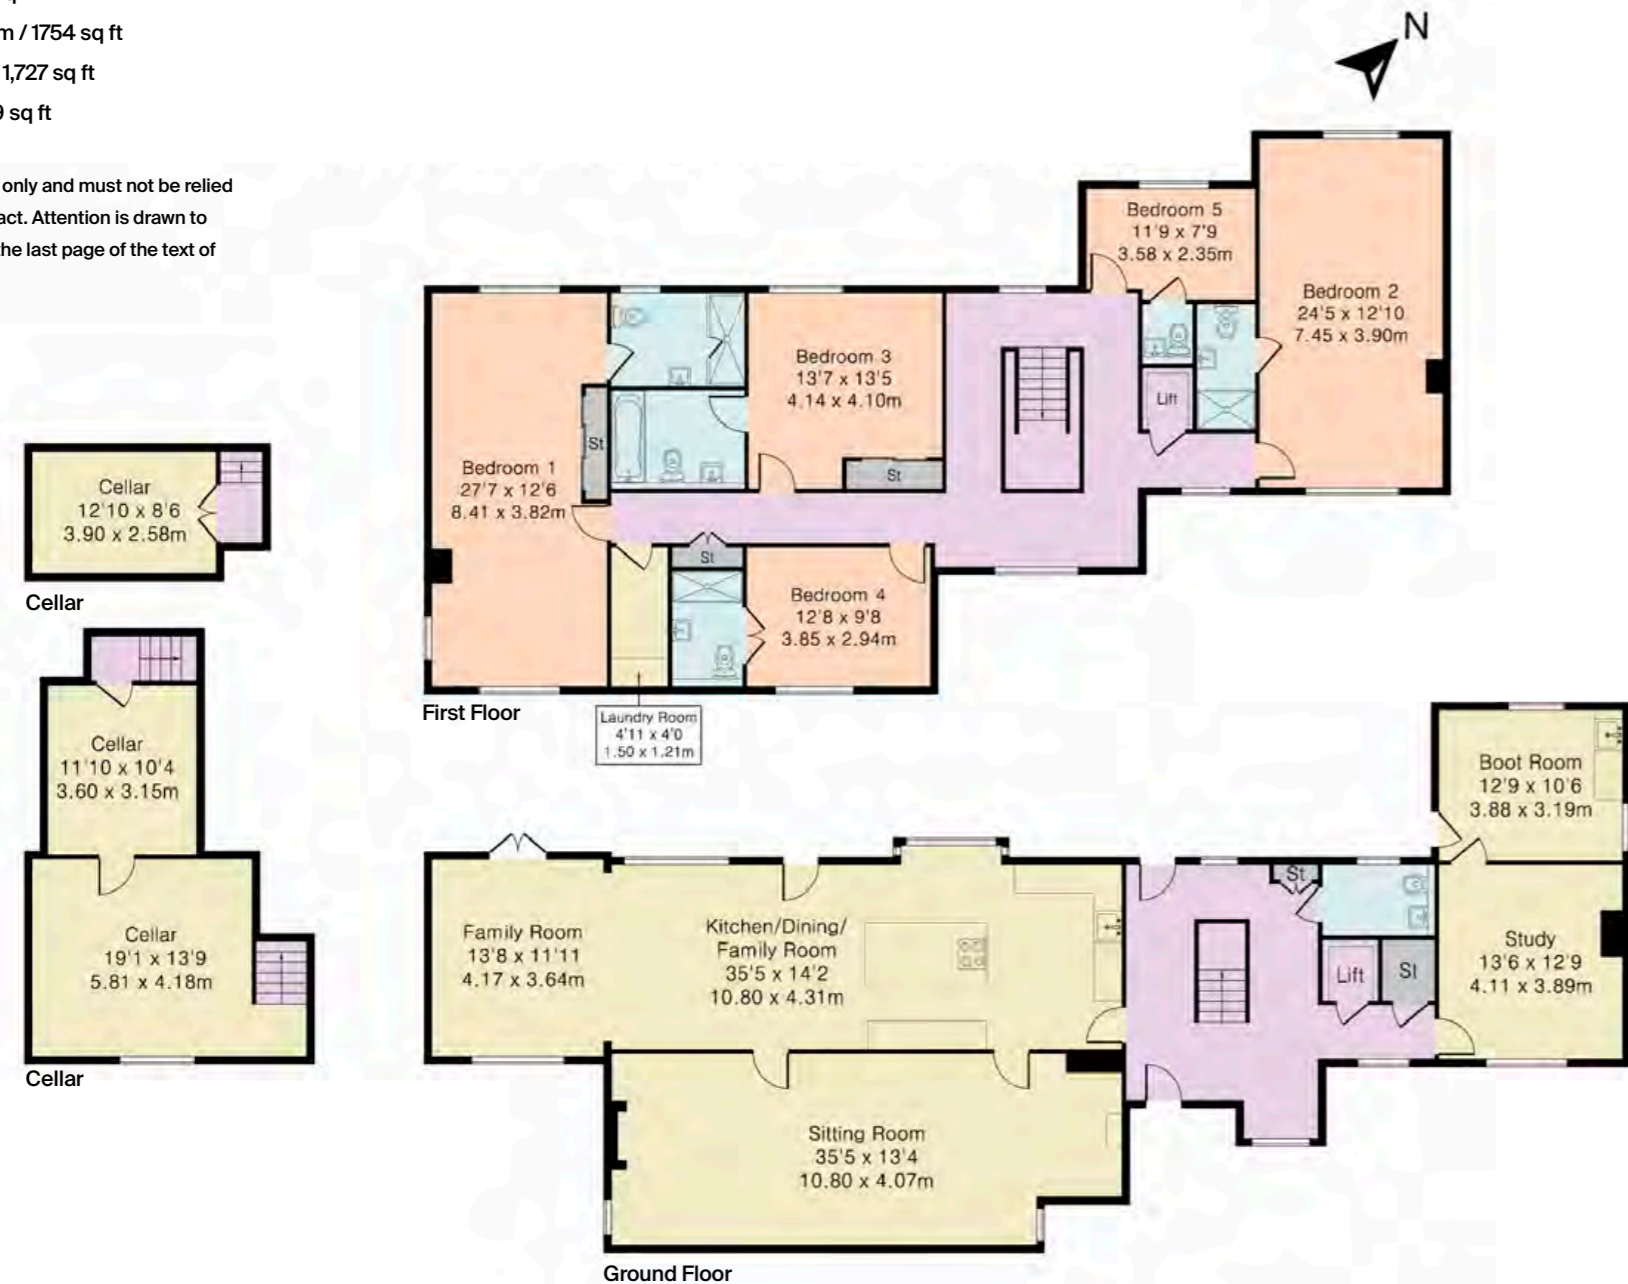 m / 1754 sq ft
1,727 sq ft
9 sq ft
only and must not be relied
act. Attention is drawn to
the last page of the text of
N
Bedroom 5
11'9 x 7'9
3.58 x 2.35m
Bedroom 2
24'5 x 12'10
7.45 x 3.90m
Bedroom 3
13'7 x 13'5
4.14 x 4.10m
Lift
St
St
Bedroom 1
27'7 x 12'6
8.41 x 3.82m
St
Bedroom 4
12'8 x 9'8
3.85 x 2.94m
First Floor
Laundry Room
4'11 x 4'0
1.50 x 1.21m
Cellar
12'10 x 8'6
3.90 x 2.58m
Cellar
Cellar
11'10 x 10'4
3.60 x 3.15m
Cellar
19'1 x 13'9
5.81 x 4.18m
Cellar
Boot Room
12'9 x 10'6
3.88 x 3.19m
St
Family Room
13'8 x 11'11
4.17 x 3.64m
Kitchen/Dining/
Family Room
35'5 x 14'2
10.80 x 4.31m
Lift
St
Study
13'6 x 12'9
4.11 x 3.89m
Sitting Room
35'5 x 13'4
10.80 x 4.07m
Ground Floor